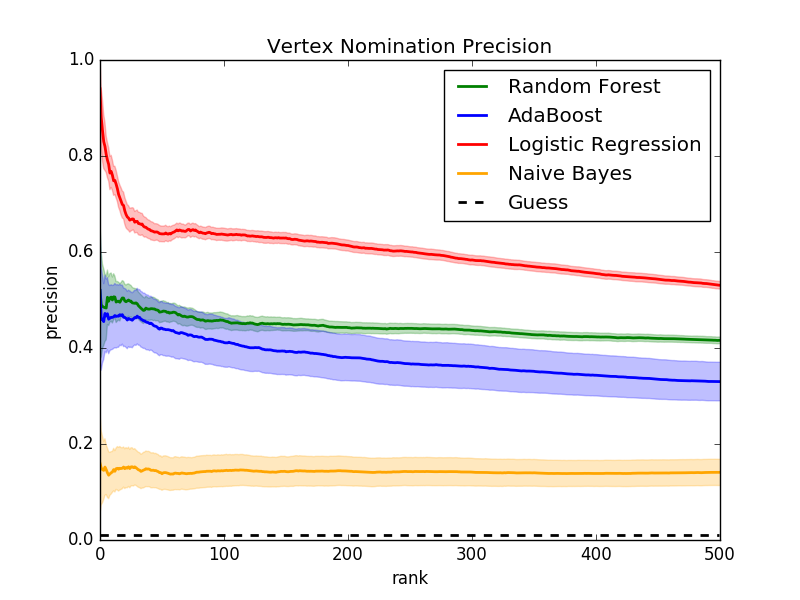 Vertex Nomination Precision
1.0
0.8
0.6
0.4
0.2
0.0
precision
Random Forest
AdaBoost
Logistic Regression
Naive Bayes
Guess
0 100 200 300 400 500
rank